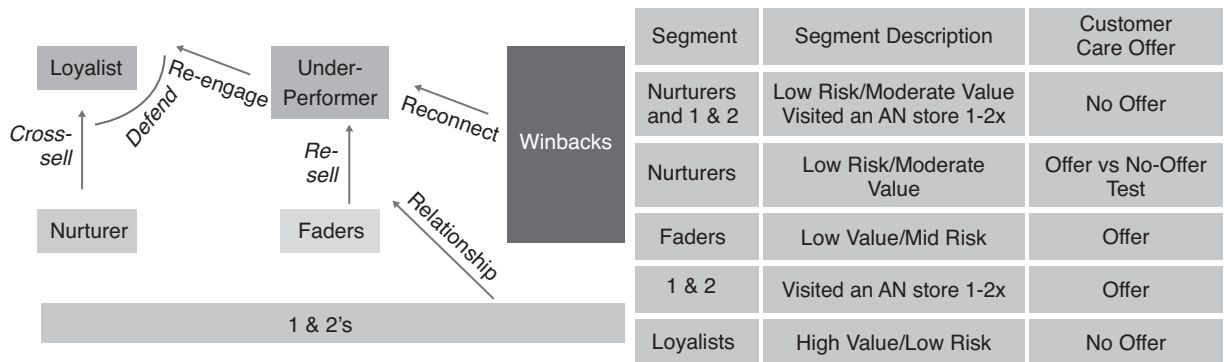 Loyalist
Under-
Performer
Re-engage
Defend
Cross-
sell
Reconnect
Winbacks
Re-
sell
Nurturer
Faders
Relationship
1 & 2's
Segment
Segment Description
Customer
Care Offer
Nurturers
and 1 & 2
Low Risk/Moderate Value
Visited an AN store 1-2x
No Offer
Nurturers
Low Risk/Moderate
Value
Offer vs No-Offer
Test
Faders
Low Value/Mid Risk
Offer
1 & 2
Visited an AN store 1-2x
Offer
Loyalists
High Value/Low Risk
No Offer